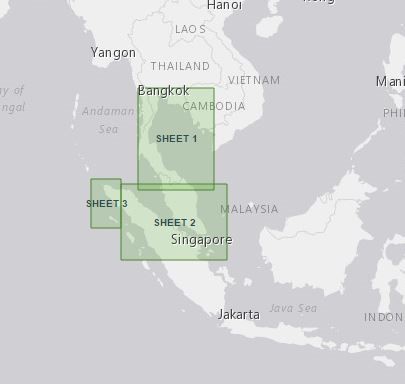 Hanoi
LAOS
Yangon
THAILAND
VIETNAM
Bangkok
CAMBODIA
Andaman
Sea
SHEET 1
SHEET 3
SHEET 2
MALAYSIA
Singapore
Java Sea
Jakarta
INDON
Mani
PHI
ay of
ngal